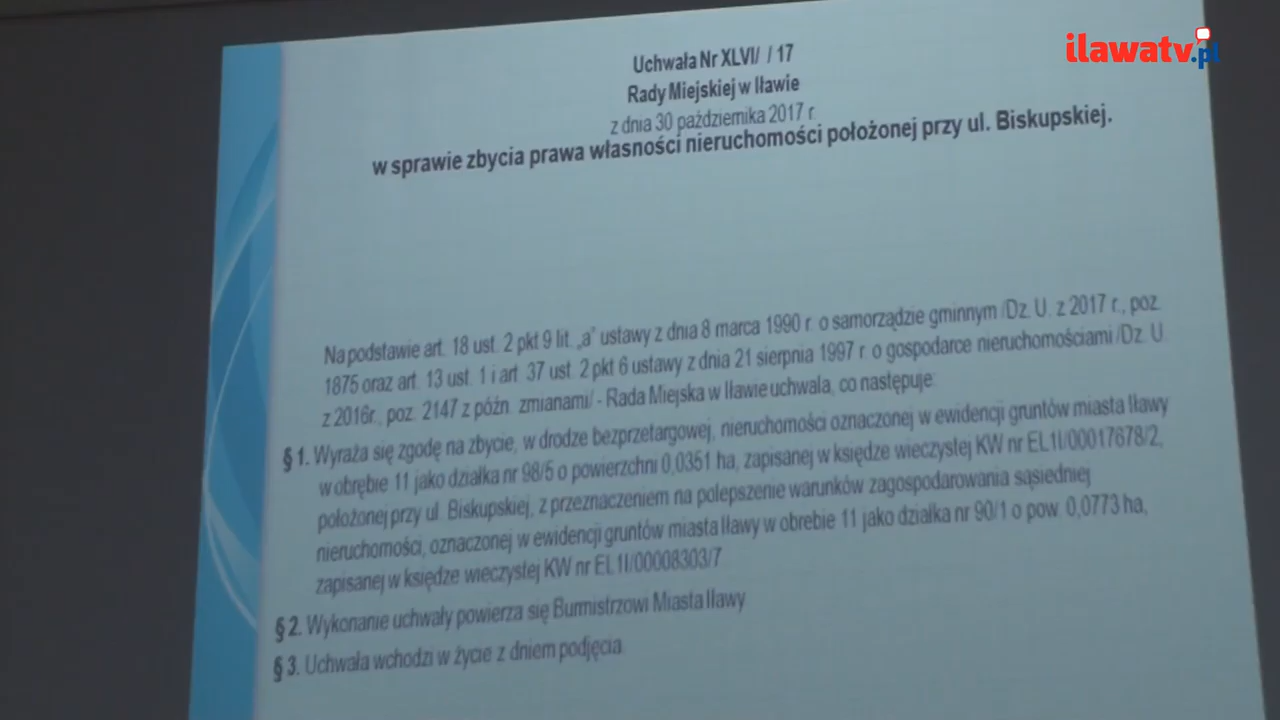 ilawatv.pl
Uchwała Nr XLVI/ / 17
Rady Miejskiej w Iławie
z dnia 30 października 2017 r.
w sprawie zbycia prawa własności nieruchomości położonej przy ul. Biskupskiej.
Na podstawie art. 18 ust. 2 pkt 9 lit. „a” ustawy z dnia 8 marca 1990 r. o samorządzie gminnym /Dz. U. z 2017 r., poz.
1875 oraz art. 13 ust. 1 i art. 37 ust. 2 pkt 6 ustawy z dnia 21 sierpnia 1997 r. o gospodarce nieruchomościami /Dz. U.
z 2016r., poz. 2147 z późn. zmianami/ - Rada Miejska w Iławie uchwala, co następuje:
§ 1. Wyraża się zgodę na zbycie, w drodze bezprzetargowej, nieruchomości oznaczonej w ewidencji gruntów miasta Iławy
w obrębie 11 jako działka nr 98/5 o powierzchni 0,0351 ha, zapisanej w księdze wieczystej KW nr EL1I/00017678/2,
położonej przy ul. Biskupskiej, z przeznaczeniem na polepszenie warunków zagospodarowania sąsiedniej
nieruchomości, oznaczonej w ewidencji gruntów miasta Iławy w obrębie 11 jako działka nr 90/1 o pow. 0,0773 ha,
zapisanej w księdze wieczystej KW nr EL1I/00008303/7.
§ 2. Wykonanie uchwały powierza się Burmistrzowi Miasta Iławy.
§ 3. Uchwała wchodzi w życie z dniem podjęcia.